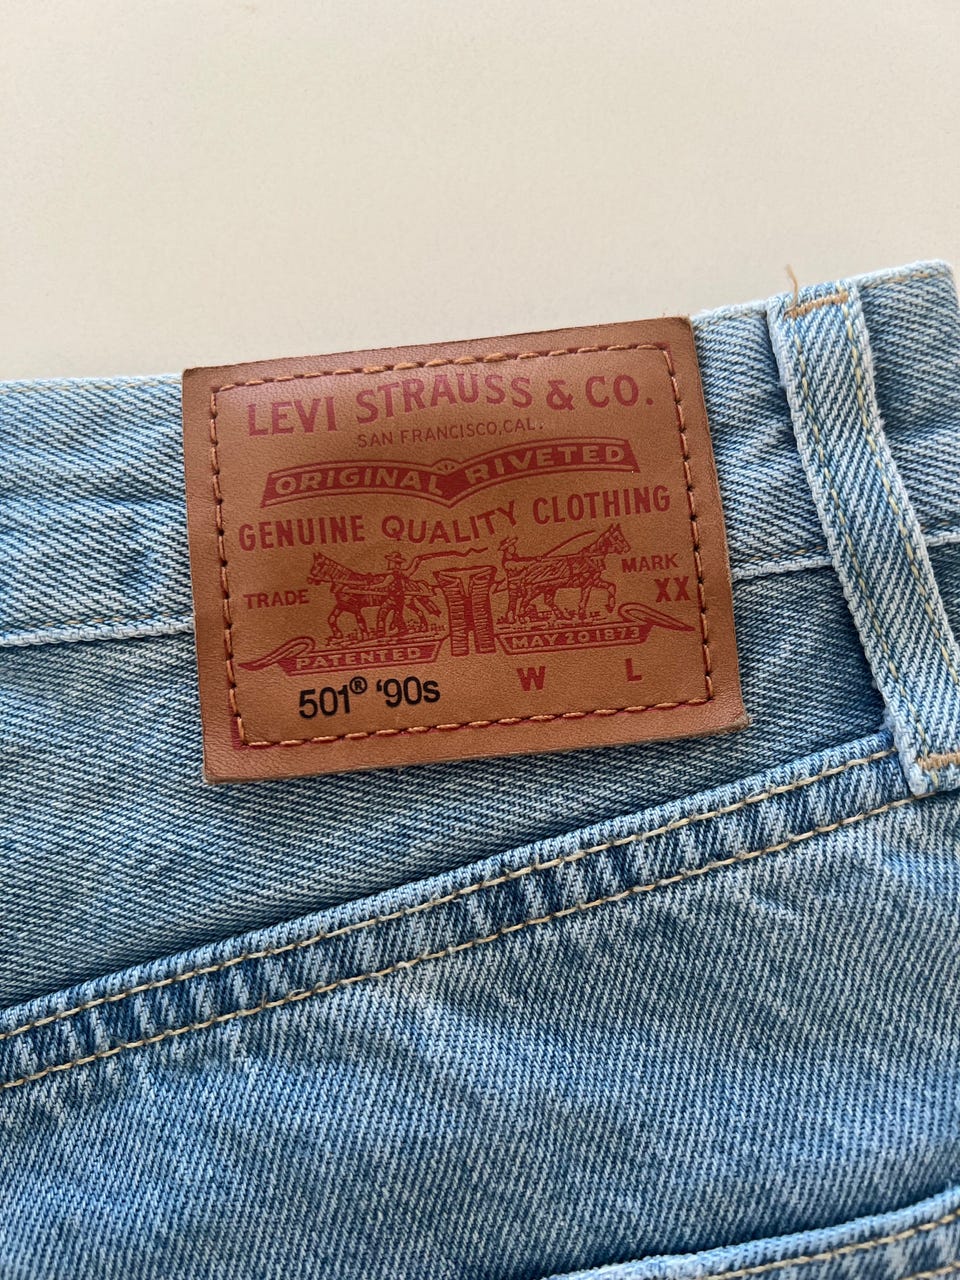 LEVI STRAUSS & CO.
SAN FRANCISCO, CAL.
ORIGINAL RIVETED
GENUINE QUALITY CLOTHING
TRADE MARK
XX
PATENTED MAY 20 1873
501® ‘90s W L